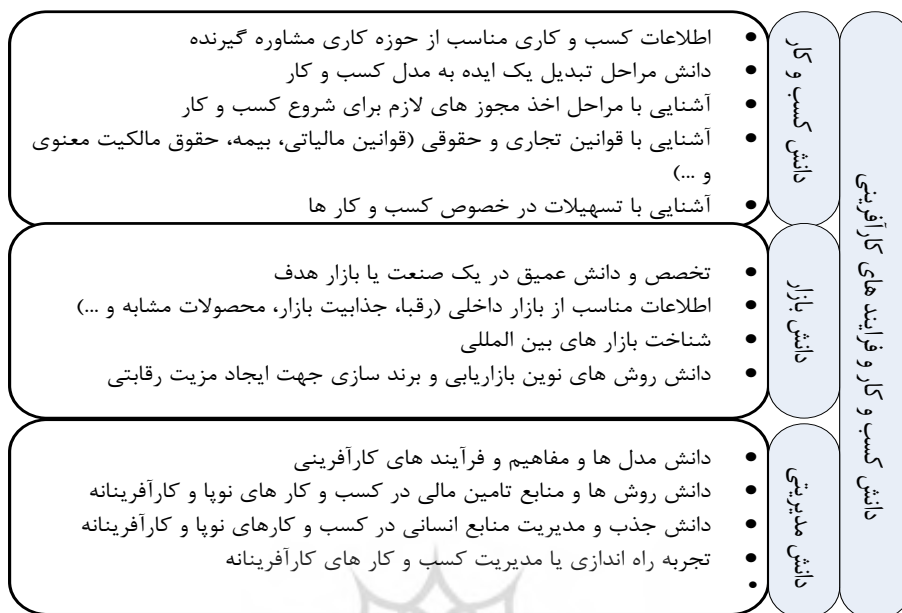 دانش کسب و کار و فرایند های کارآفرینی
دانش کسب و کار
• اطلاعات کسب و کاری مناسب از حوزه کاری مشاوره گیرنده
• دانش مراحل تبدیل یک ایده به مدل کسب و کار
• آشنایی با مراحل اخذ مجوز های لازم برای شروع کسب و کار
• آشنایی با قوانین تجاری و حقوقی (قوانین مالیاتی، بیمه، حقوق مالکیت معنوی
و ...)
• آشنایی با تسهیلات در خصوص کسب و کار ها
دانش بازار
• تخصص و دانش عمیق در یک صنعت یا بازار هدف
• اطلاعات مناسب از بازار داخلی (رقبا، جذابیت بازار، محصولات مشابه و ...)
• شناخت بازار های بین المللی
• دانش روش های نوین بازاریابی و برند سازی جهت ایجاد مزیت رقابتی
دانش مدیریتی
• دانش مدل ها و مفاهیم و فرآیند های کارآفرینی
• دانش روش ها و منابع تامین مالی در کسب و کار های نوپا و کارآفرینانه
• دانش جذب و مدیریت منابع انسانی در کسب و کارهای نوپا و کارآفرینانه
• تجربه راه اندازی یا مدیریت کسب و کار های کارآفرینانه
•